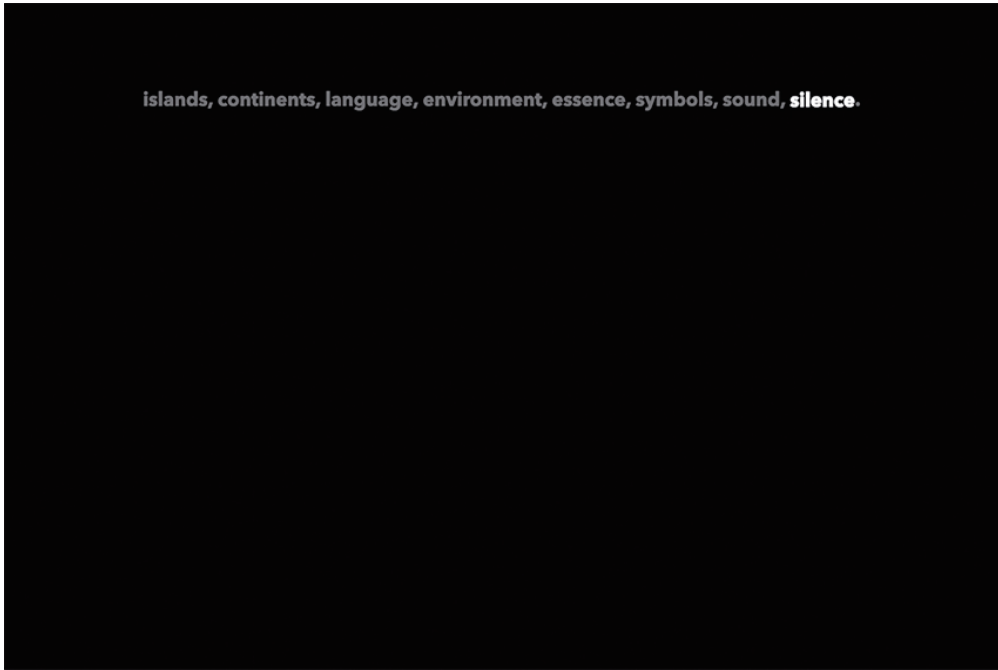 islands, continents, language, environment, essence, symbols, sound, silence.